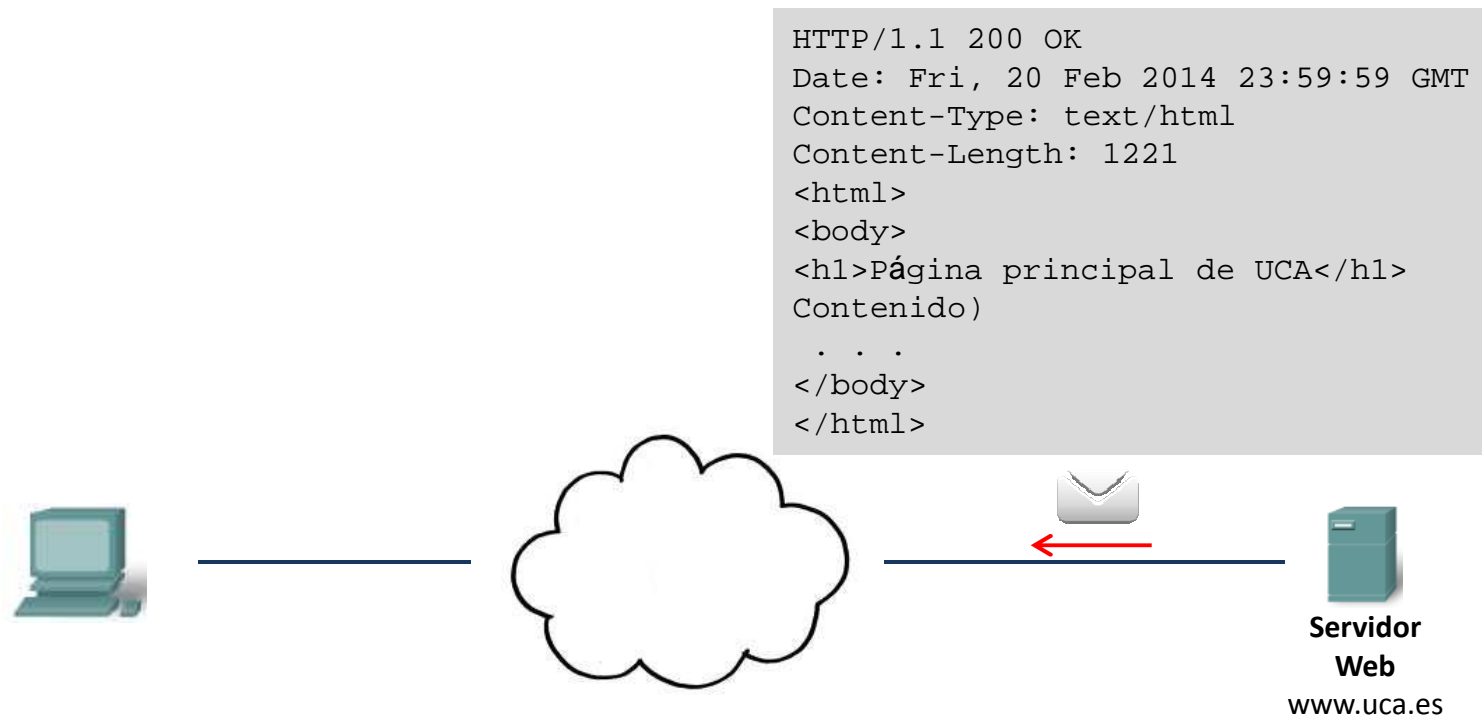 HTTP/1.1 200 OK
Date: Fri, 20 Feb 2014 23:59:59 GMT
Content-Type: text/html
Content-Length: 1221
<html>
<body>
<h1>Página principal de UCA</h1>
Contenido)
. . .
</body>
</html>
Servidor
Web
www.uca.es